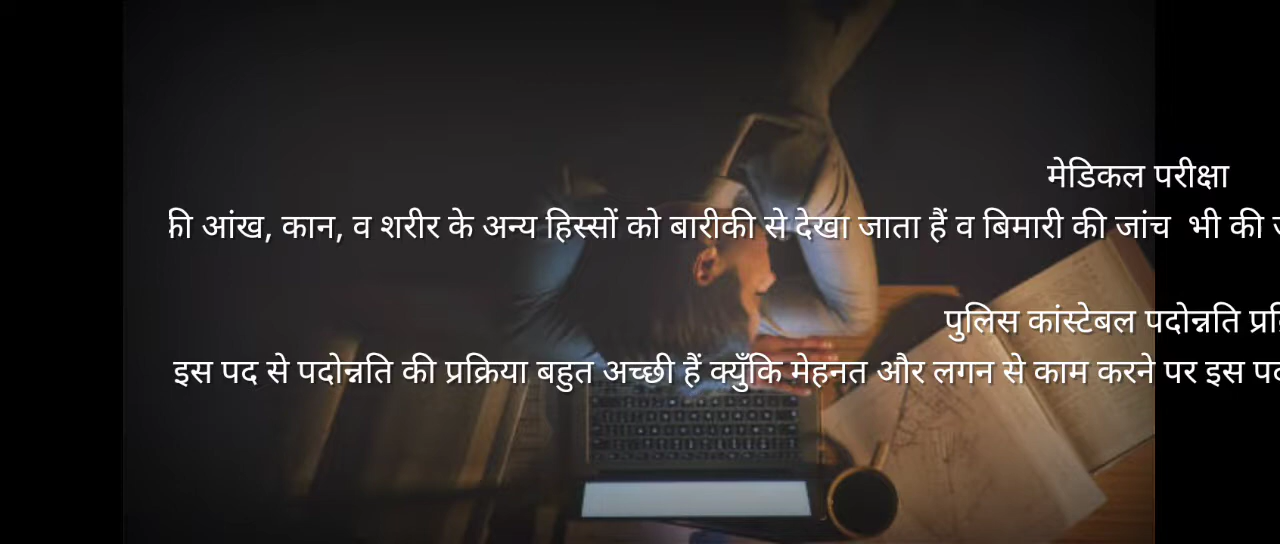 मेडिकल परीक्षा
की आंख, कान, व शरीर के अन्य हिस्सों को बारीकी से देखा जाता हैं व बिमारी की जांच भी की
पुलिस कांस्टेबल पदोन्नति
इस पद से पदोन्नति की प्रक्रिया बहुत अच्छी हैं क्युँकि मेहनत और लगन से काम करने पर इस